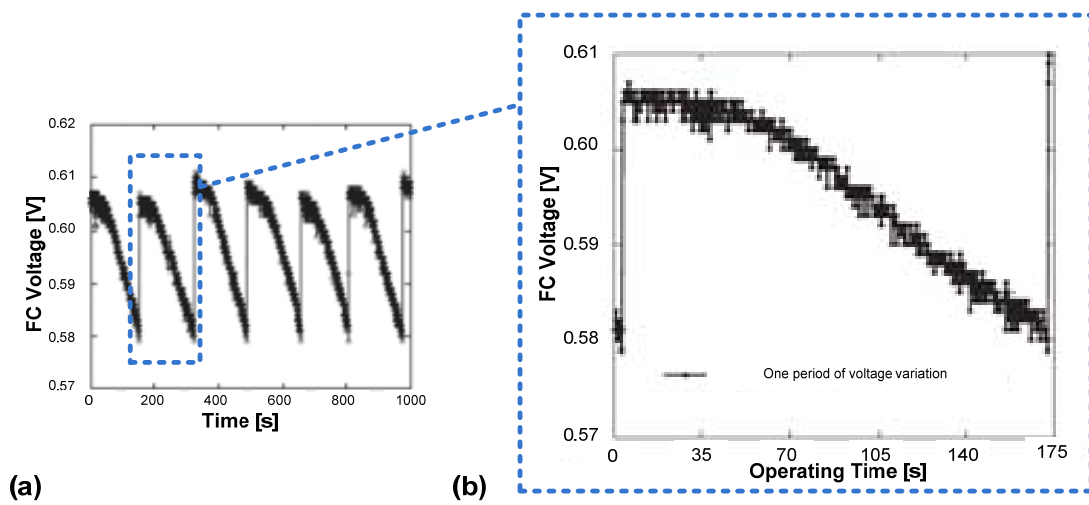 0.62
0.61
0.60
0.59
0.58
0.57
FC Voltage [V]
0 200 400 600 800 1000
Time [s]
(a)
0.61
0.60
0.59
0.58
0.57
FC Voltage [V]
One period of voltage variation
0 35 70 105 140 175
Operating Time [s]
(b)